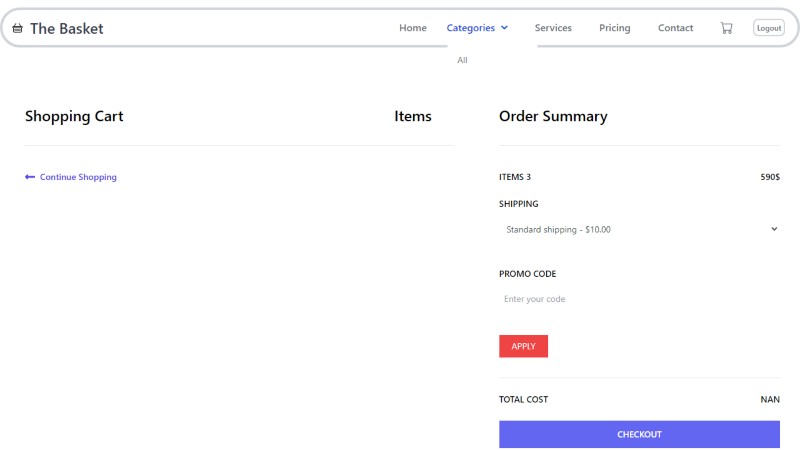 The Basket
Home Categories Services Pricing Contact Logout
All
Shopping Cart Items
Order Summary
Continue Shopping
ITEMS 3 590$
SHIPPING
Standard shipping - $10.00
PROMO CODE
Enter your code
APPLY
TOTAL COST NAN
CHECKOUT